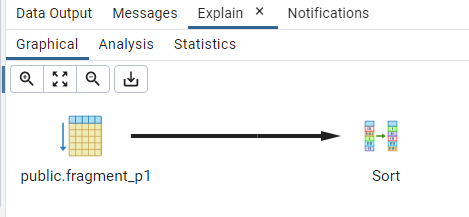 Data Output Messages Explain × Notifications
Graphical Analysis Statistics
public.fragment_p1 Sort